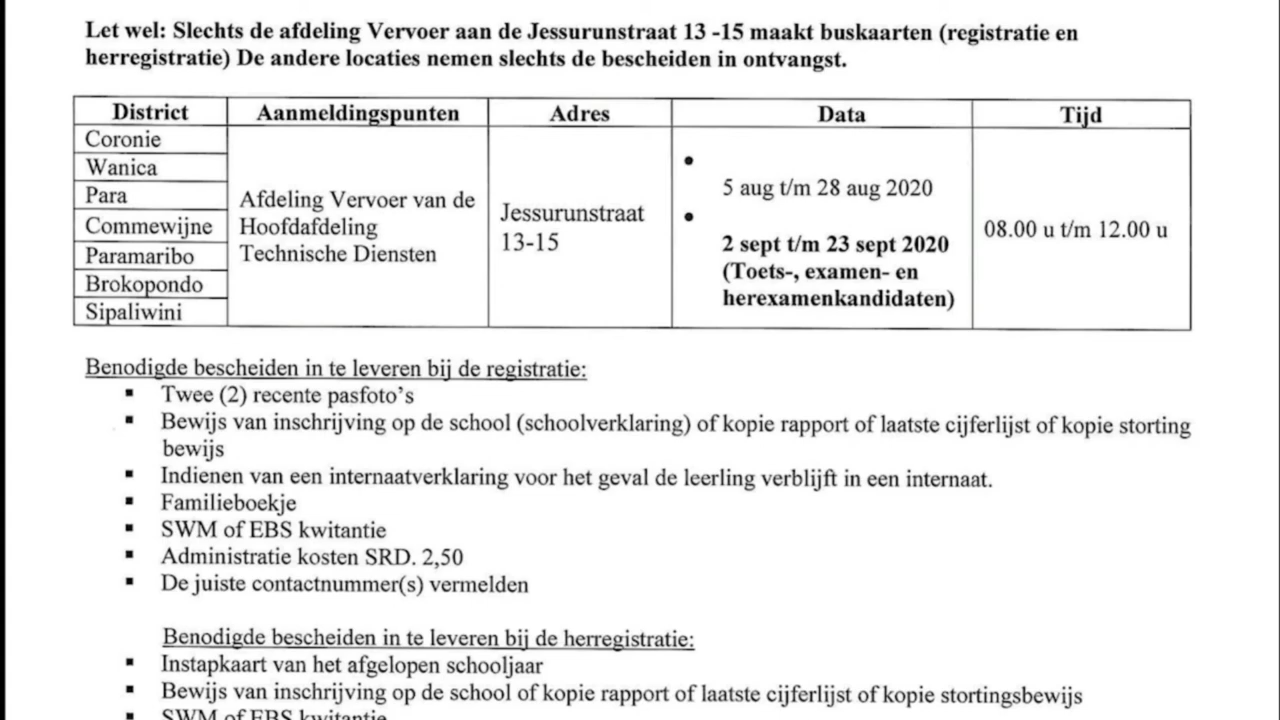 Let wel: Slechts de afdeling Vervoer aan de Jessurunstraat 13 -15 maakt buskaarten (registratie en
herregistratie) De andere locaties nemen slechts de bescheiden in ontvangst.
District Aanmeldingspunten Adres Data Tijd
Coronie
Wanica
Para
Commewijne
Paramaribo
Brokopondo
Sipaliwini
Afdeling Vervoer van de
Hoofdafdeling
Technische Diensten
Jessurunstraat
13-15
• 
5 aug t/m 28 aug 2020
• 
2 sept t/m 23 sept 2020
(Toets-, examen- en
herexamenkandidaten)
08.00 u t/m 12.00 u
Benodigde bescheiden in te leveren bij de registratie:
▪ Twee (2) recente pasfoto’s
▪ Bewijs van inschrijving op de school (schoolverklaring) of kopie rapport of laatste cijferlijst of kopie storting
bewijs
▪ Indienen van een internaatverklaring voor het geval de leerling verblijft in een internaat.
▪ Familieboekje
▪ SWM of EBS kwitantie
▪ Administratie kosten SRD. 2,50
▪ De juiste contactnummer(s) vermelden
Benodigde bescheiden in te leveren bij de herregistratie:
▪ Instapkaart van het afgelopen schooljaar
▪ Bewijs van inschrijving op de school of kopie rapport of laatste cijferlijst of kopie stortingsbewijs
▪ SWM of EBS kwitantie